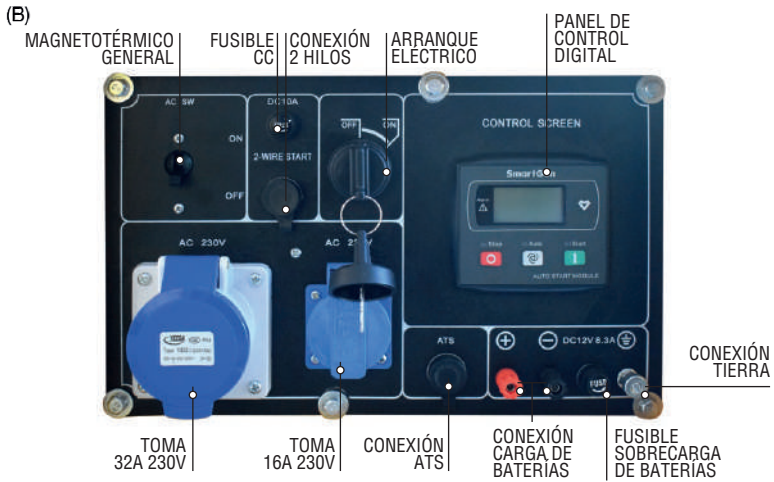 (B)
MAGNETOTÉRMICO
GENERAL
FUSIBLE
CC
CONEXIÓN
2 HILOS
ARRANQUE
ELÉCTRICO
PANEL DE
CONTROL
DIGITAL
AC SW
ON
OFF
DC10A
2-WIRE START
OFF
ON
CONTROL SCREEN
SmartGen
Stop
Auto
Start
AUTO START MODULE
AC 230V
AC
ATS
DC12V 8.3A
FUSE
CONEXIÓN
TIERRA
TOMA
32A 230V
TOMA
16A 230V
CONEXIÓN
ATS
CONEXIÓN
CARGA DE
BATERÍAS
FUSIBLE
SOBRECARGA
DE BATERÍAS